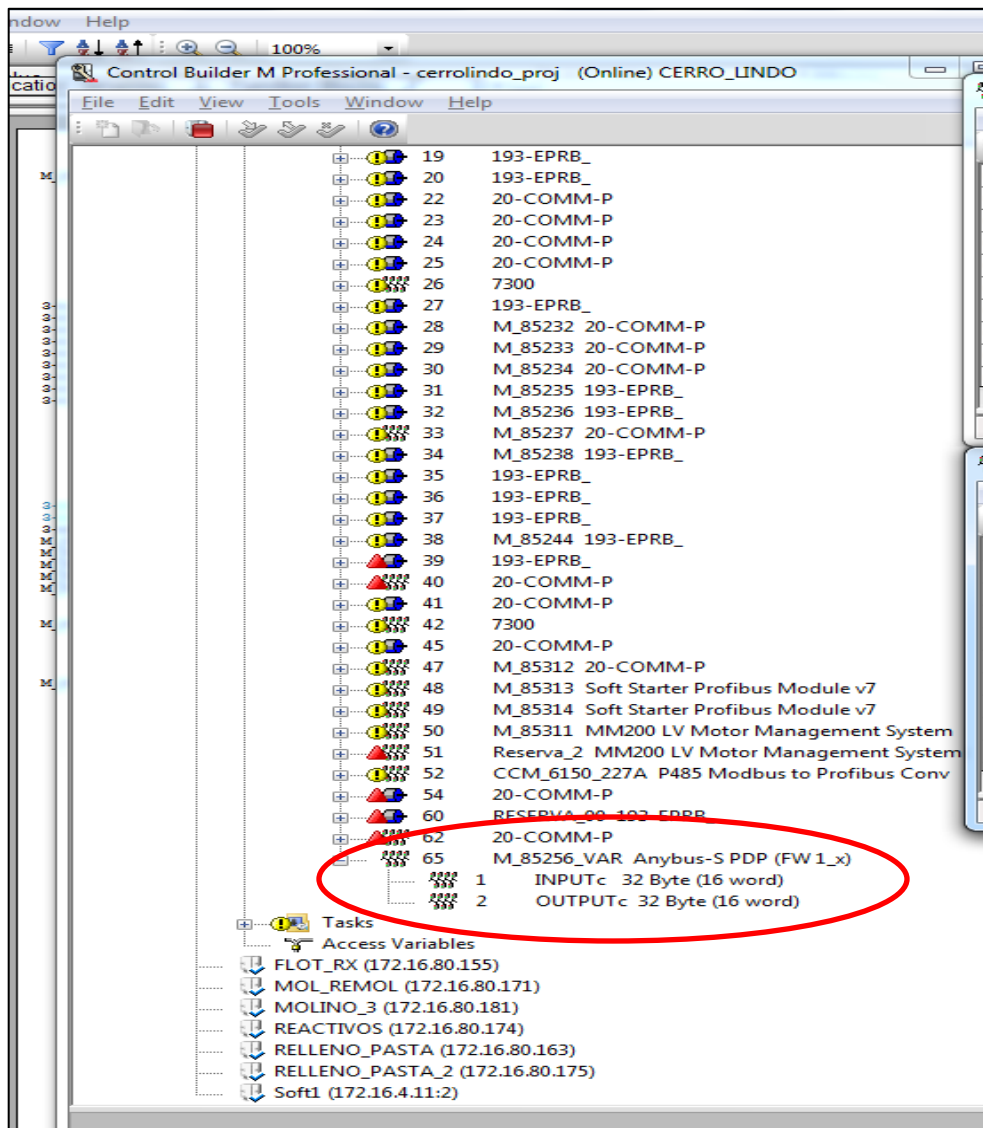 ndow Help
100%
Control Builder M Professional - cerrolindo_proj (Online) CERRO_LINDO
catio
File Edit View Tools Window Help
19 193-EPRB_
20 193-EPRB_
22 20-COMM-P
23 20-COMM-P
24 20-COMM-P
25 20-COMM-P
26 7300
27 193-EPRB_
28 M_85232 20-COMM-P
29 M_85233 20-COMM-P
30 M_85234 20-COMM-P
31 M_85235 193-EPRB_
32 M_85236 193-EPRB_
33 M_85237 20-COMM-P
34 M_85238 193-EPRB_
35 193-EPRB_
36 193-EPRB_
37 193-EPRB_
38 M_85244 193-EPRB_
39 193-EPRB_
40 20-COMM-P
41 20-COMM-P
42 7300
45 20-COMM-P
47 M_85312 20-COMM-P
48 M_85313 Soft Starter Profibus Module v7
49 M_85314 Soft Starter Profibus Module v7
50 M_85311 MM200 LV Motor Management System
51 Reserva_2 MM200 LV Motor Management System
52 CCM_6150_227A P485 Modbus to Profibus Conv
54 20-COMM-P
60 RESERVA_00 193-EPRB_
62 20-COMM-P
65 M_85256_VAR Anybus-S PDP (FW 1_x)
1 INPUTc 32 Byte (16 word)
2 OUTPUTc 32 Byte (16 word)
Tasks
Access Variables
FLOT_RX (172.16.80.155)
MOL_REMOL (172.16.80.171)
MOLINO_3 (172.16.80.181)
REACTIVOS (172.16.80.174)
RELLENO_PASTA (172.16.80.163)
RELLENO_PASTA_2 (172.16.80.175)
Soft1 (172.16.4.11:2)